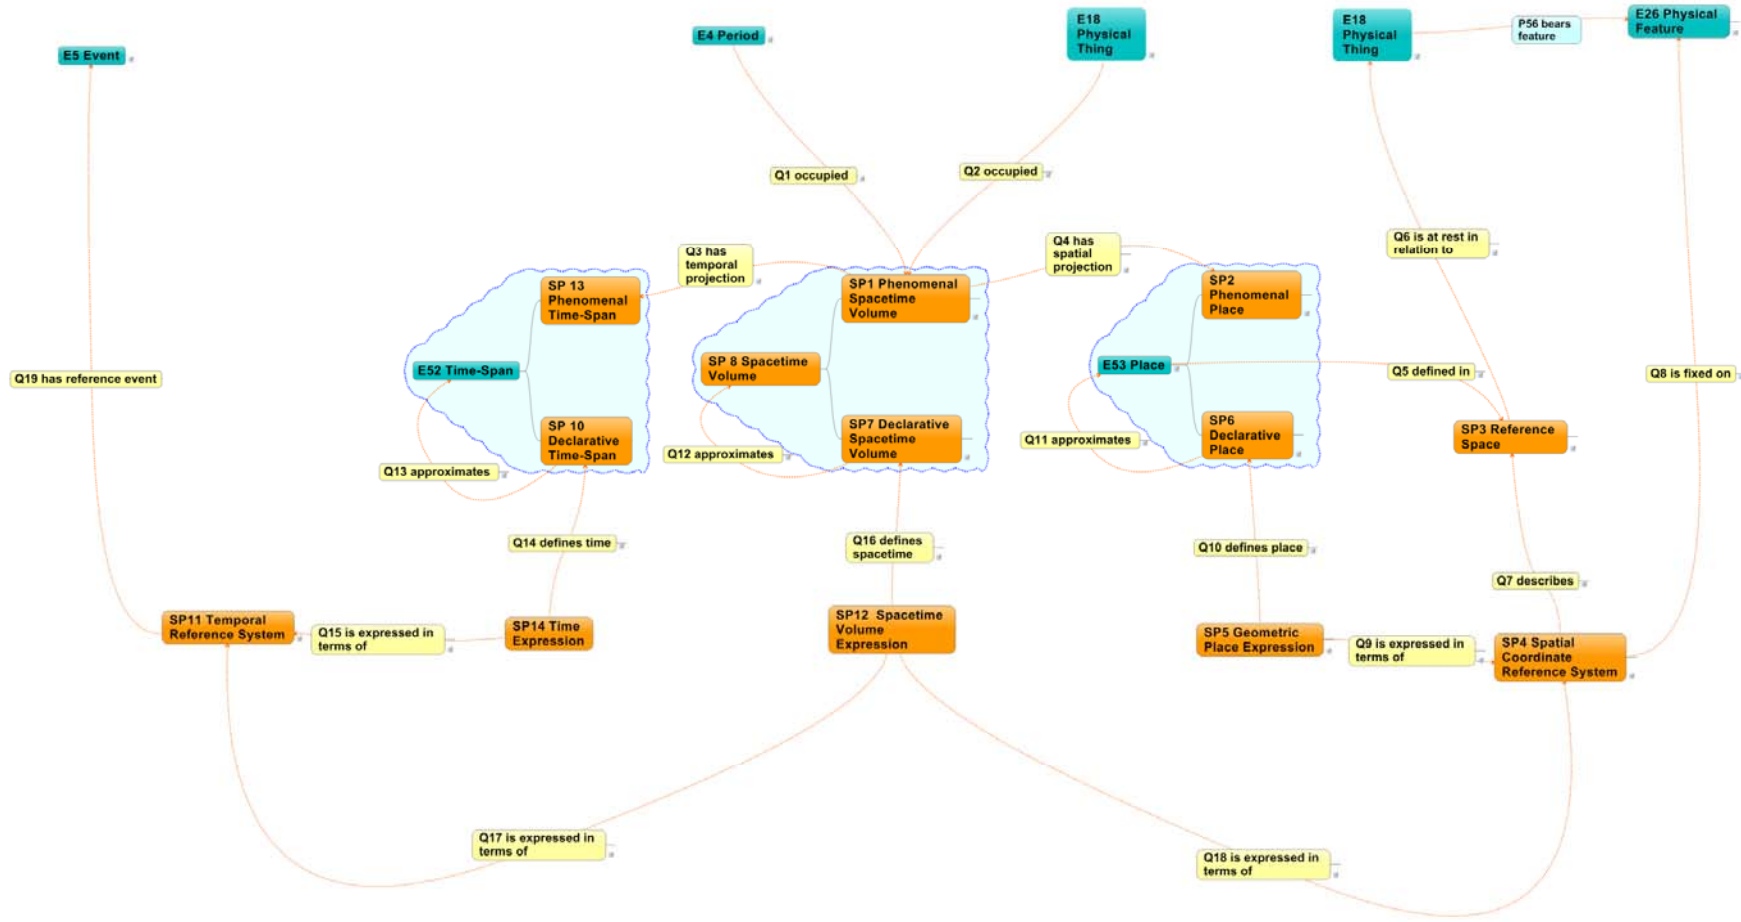 E5 Event
E4 Period
E18
Physical
Thing
E18
Physical
Thing
P56 bears
feature
E26 Physical
Feature
Q1 occupied
Q2 occupied
Q3 has
temporal
projection
Q4 has
spatial
projection
Q6 is at rest in
relation to
SP 13
Phenomenal
Time-Span
SP1 Phenomenal
Spacetime
Volume
SP2
Phenomenal
Place
E52 Time-Span
SP 8 Spacetime
Volume
E53 Place
Q5 defined in
Q19 has reference event
Q8 is fixed on
SP 10
Declarative
Time-Span
SP7 Declarative
Spacetime
Volume
SP6
Declarative
Place
SP3 Reference
Space
Q13 approximates
Q12 approximates
Q11 approximates
Q14 defines time
Q16 defines
spacetime
Q10 defines place
Q7 describes
SP11 Temporal
Reference System
Q15 is expressed in
terms of
SP14 Time
Expression
SP12 Spacetime
Volume
Expression
SP5 Geometric
Place Expression
Q9 is expressed in
terms of
SP4 Spatial
Coordinate
Reference System
Q17 is expressed in
terms of
Q18 is expressed in
terms of